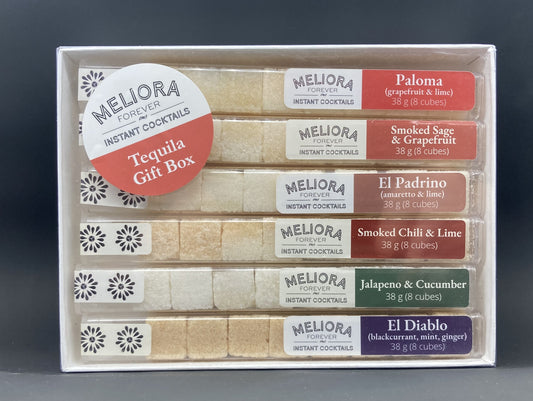 MELIORA
FOREVER
INSTANT COCKTAILS
Tequila
Gift Box
MELIORA
FOREVER
INSTANT COCKTAILS
Paloma
(grapefruit & lime)
38 g (8 cubes)
MELIORA
FOREVER
INSTANT COCKTAILS
Smoked Sage
& Grapefruit
38 g (8 cubes)
MELIORA
FOREVER
INSTANT COCKTAILS
El Padrino
(amaretto & lime)
38 g (8 cubes)
MELIORA
FOREVER
INSTANT COCKTAILS
Smoked Chili & Lime
38 g (8 cubes)
MELIORA
FOREVER
INSTANT COCKTAILS
Jalapeno & Cucumber
38 g (8 cubes)
MELIORA
FOREVER
INSTANT COCKTAILS
El Diablo
(blackcurrant, mint, ginger)
38 g (8 cubes)